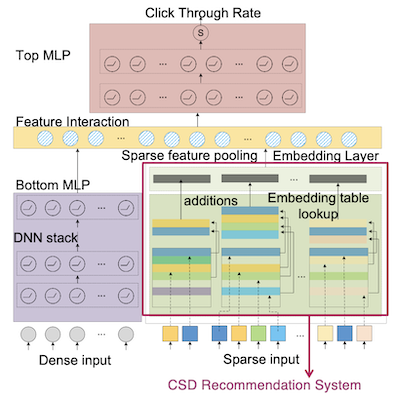 Click Through Rate
S
Top MLP
...
...
Feature Interaction
...
Sparse feature pooling
Embedding Layer
Bottom MLP
...
...
additions
Embedding table
lookup
DNN stack
...
...
...
...
...
Dense input
Sparse input
CSD Recommendation System